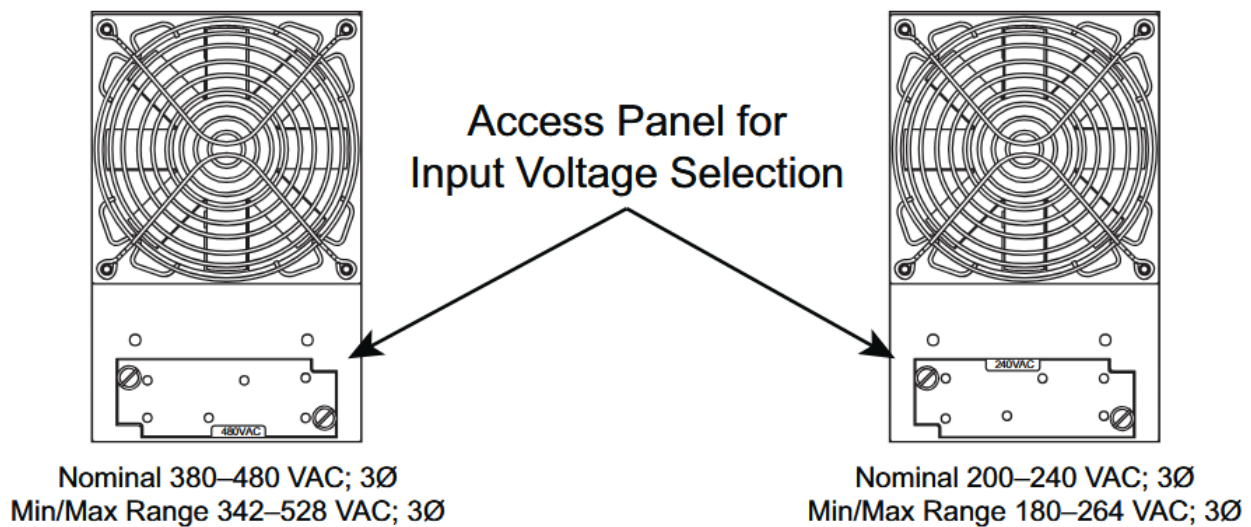 Access Panel for
Input Voltage Selection
480VAC
240VAC
Nominal 380–480 VAC; 3Ø
Min/Max Range 342–528 VAC; 3Ø
Nominal 200–240 VAC; 3Ø
Min/Max Range 180–264 VAC; 3Ø